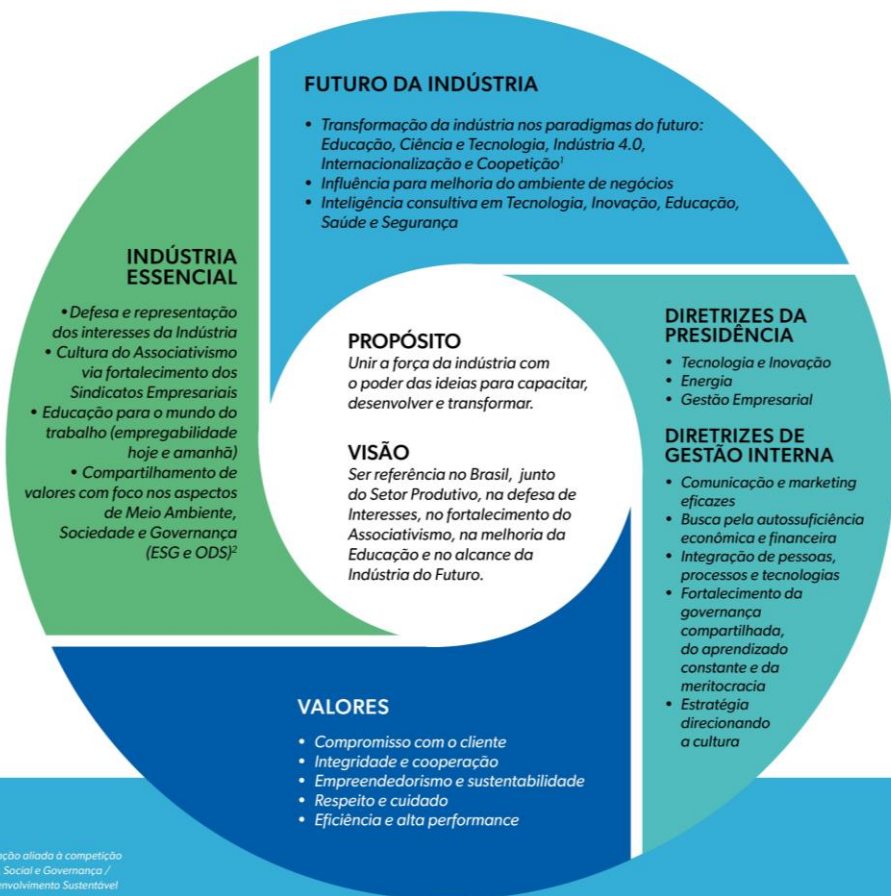 FUTURO DA INDÚSTRIA
• Transformação da indústria nos paradigmas do futuro:
Educação, Ciência e Tecnologia, Indústria 4.0,
Internacionalização e Coopetição¹
• Influência para melhoria do ambiente de negócios
• Inteligência consultiva em Tecnologia, Inovação, Educação,
Saúde e Segurança
INDÚSTRIA
ESSENCIAL
• Defesa e representação
dos interesses da Indústria
• Cultura do Associativismo
via fortalecimento dos
Sindicatos Empresariais
• Educação para o mundo do
trabalho (empregabilidade
hoje e amanhã)
• Compartilhamento de
valores com foco nos aspectos
de Meio Ambiente,
Sociedade e Governança
(ESG e ODS)²
PROPÓSITO
Unir a força da indústria com
o poder das ideias para capacitar,
desenvolver e transformar.
VISÃO
Ser referência no Brasil, junto
do Setor Produtivo, na defesa de
Interesses, no fortalecimento do
Associativismo, na melhoria da
Educação e no alcance da
Indústria do Futuro.
DIRETRIZES DA
PRESIDÊNCIA
• Tecnologia e Inovação
• Energia
• Gestão Empresarial
DIRETRIZES DE
GESTÃO INTERNA
• Comunicação e marketing
eficazes
• Busca pela autossuficiência
econômica e financeira
• Integração de pessoas,
processos e tecnologias
• Fortalecimento da
governança
compartilhada,
do aprendizado
constante e da
meritocracia
• Estratégia
direcionando
a cultura
VALORES
• Compromisso com o cliente
• Integridade e cooperação
• Empreendedorismo e sustentabilidade
• Respeito e cuidado
• Eficiência e alta performance
aliada à competição
Social e Governança /
Sustentável